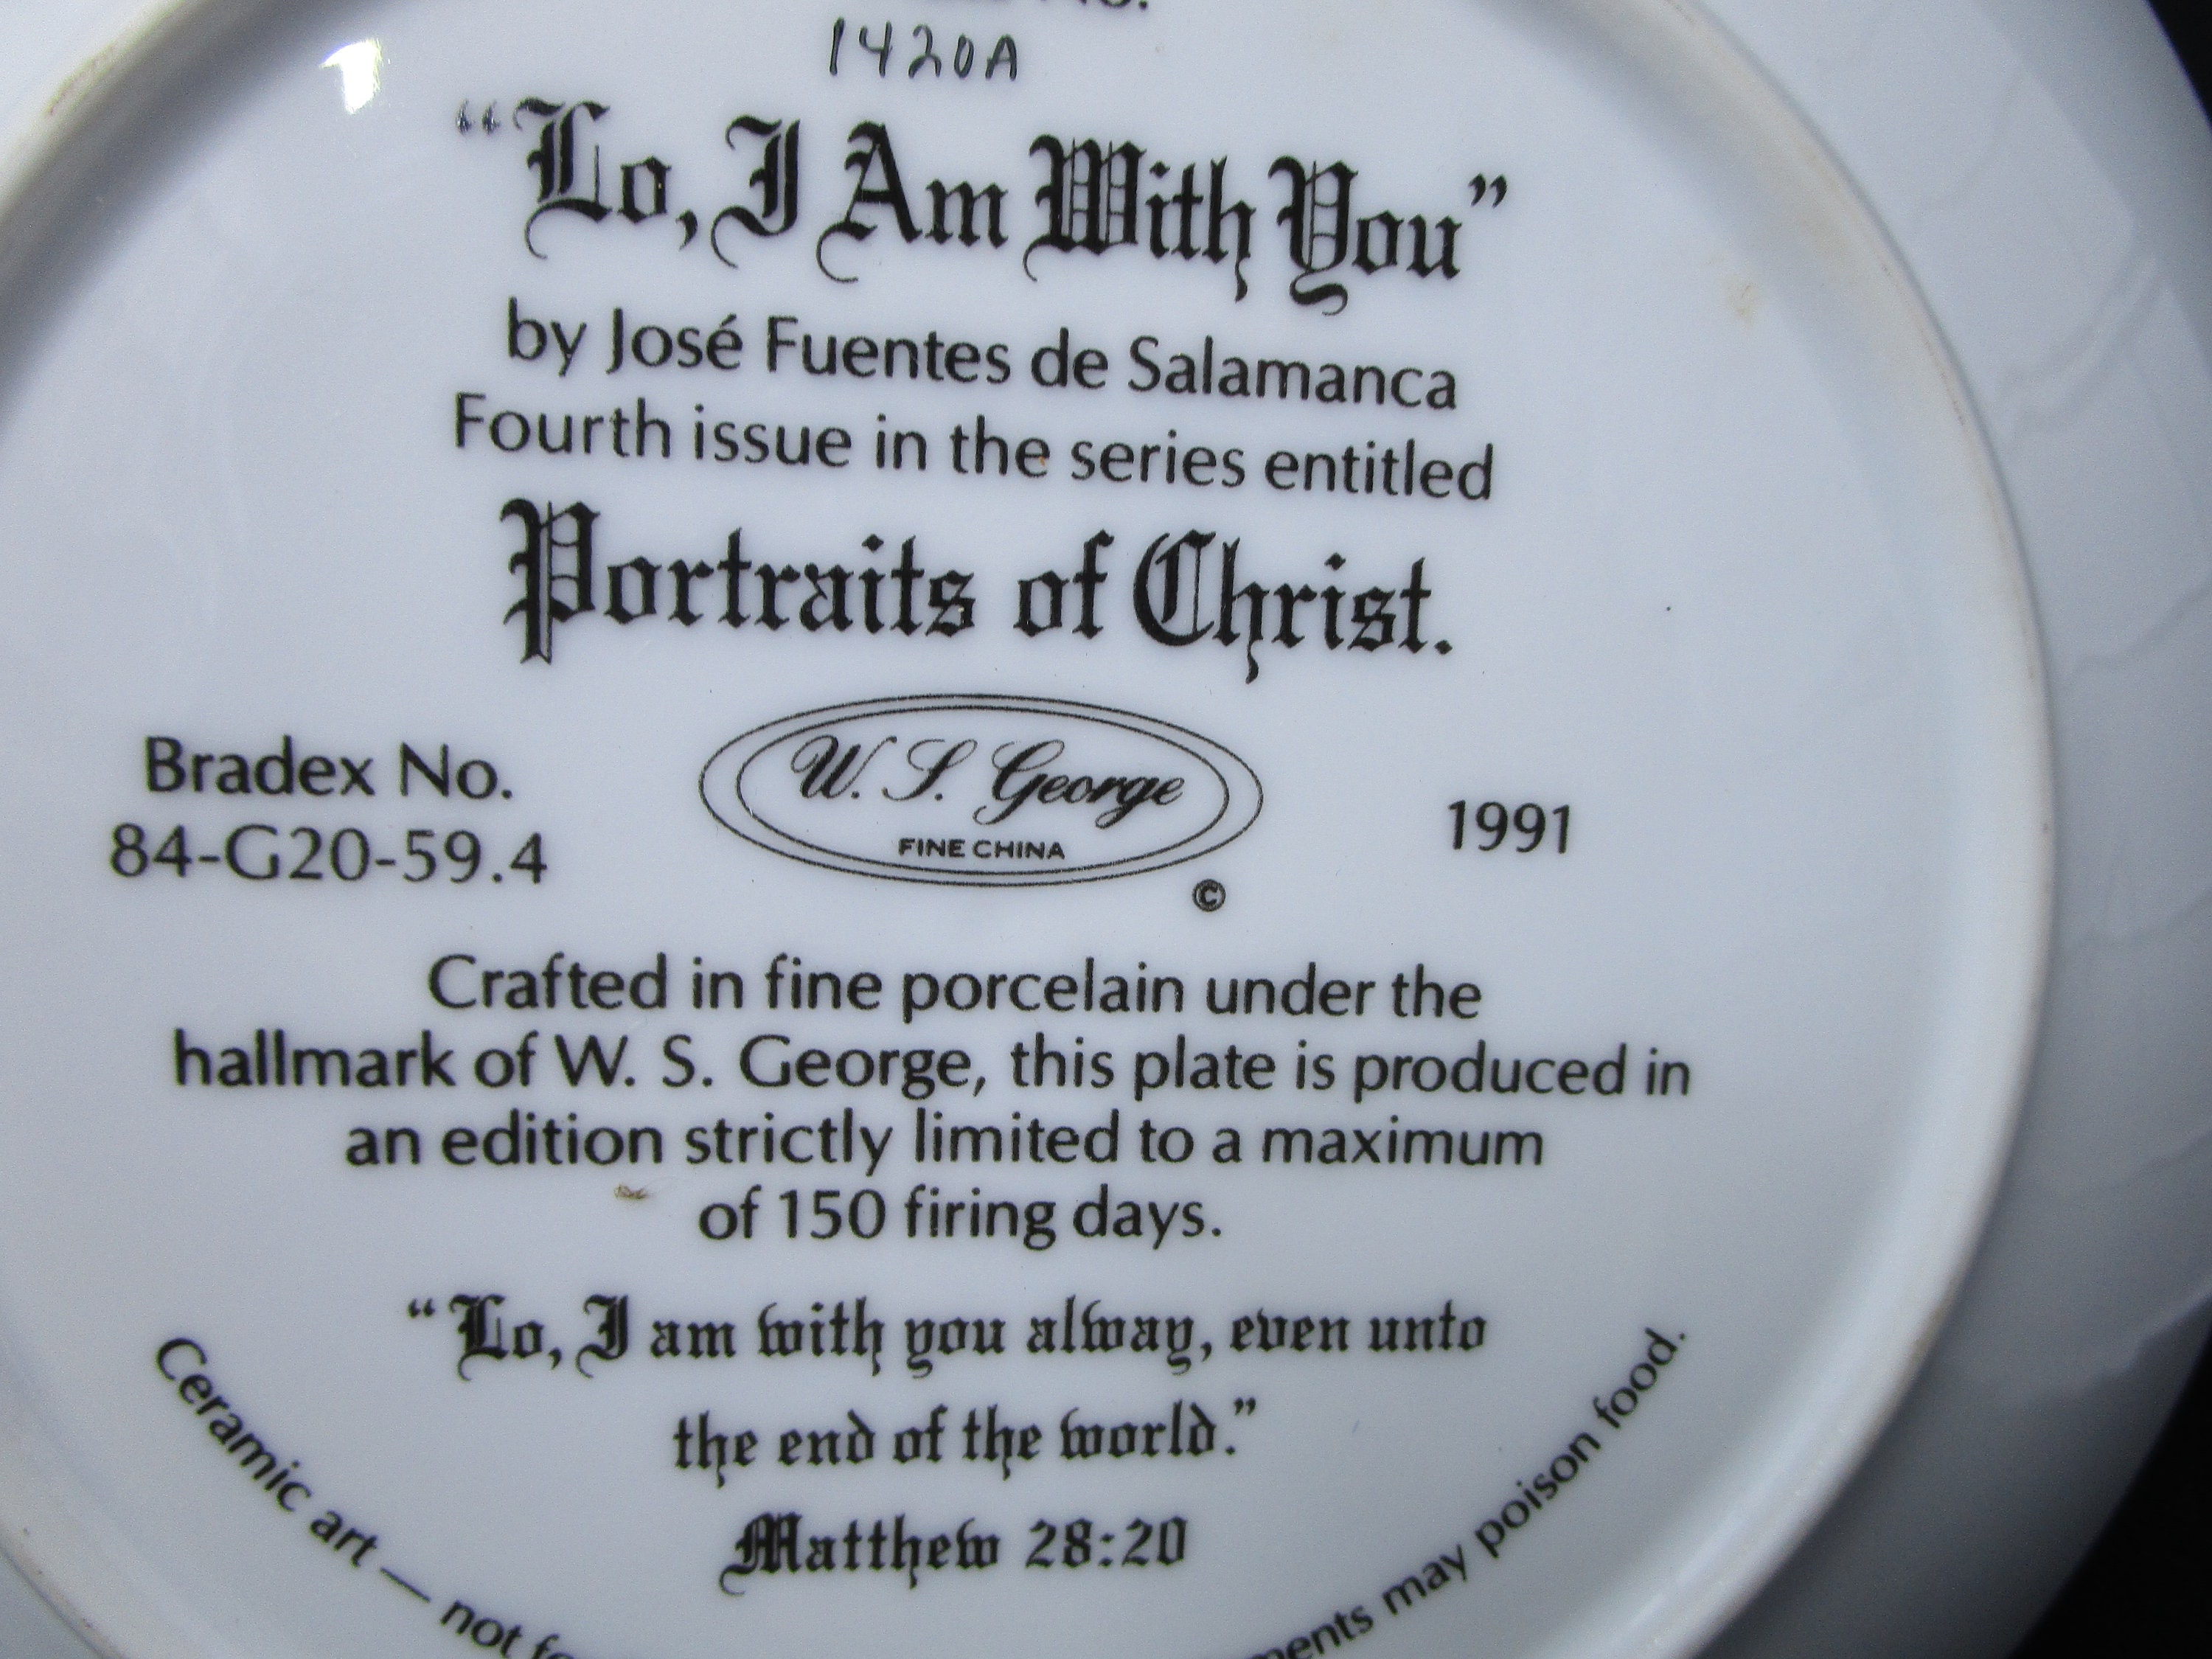 No.
1420A
“Lo, I Am With You”
by José Fuentes de Salamanca
Fourth issue in the series entitled
Portraits of Christ.
Bradex No.
84-G20-59.4
W. S. George
FINE CHINA
©
1991
Crafted in fine porcelain under the
hallmark of W. S. George, this plate is produced in
an edition strictly limited to a maximum
of 150 firing days.
“Lo, I am with you alway, even unto
the end of the world.”
Matthew 28:20
Ceramic art — not may poison food.